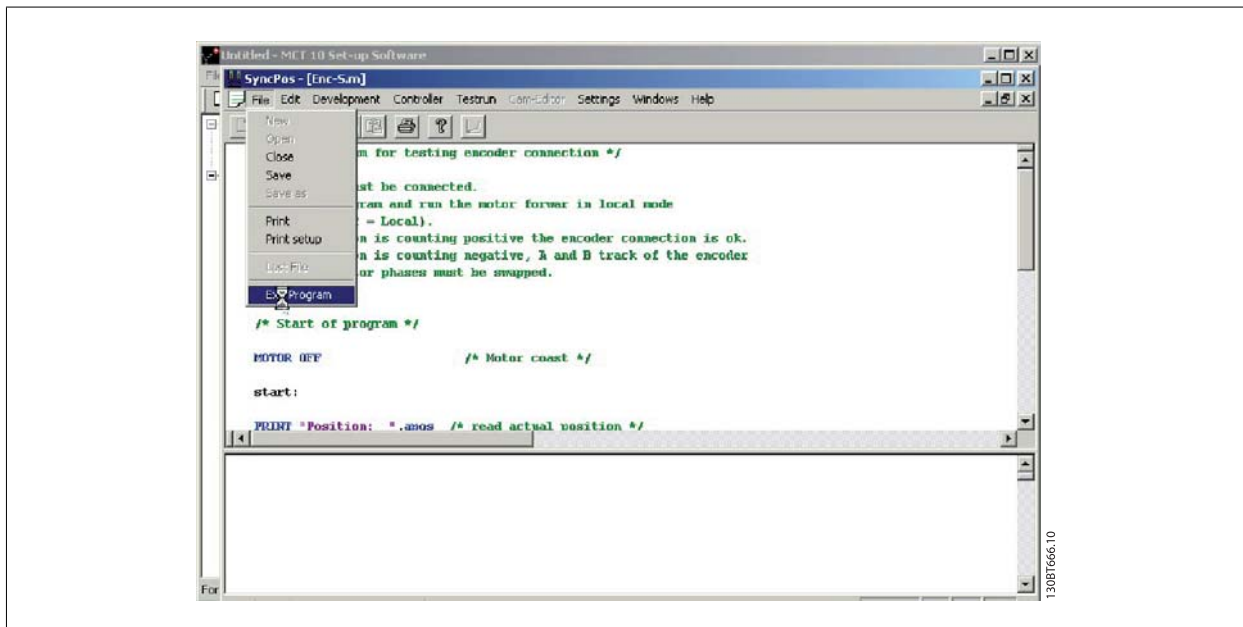 Untitled - MCT 10 Set-up Software
SyncPos - [Enc-S.m]
File Edit Development Controller Testrun Cam-Editor Settings Windows Help
New
Open
Close
Save
Save as
Print
Print setup
Last File
Program
m for testing encoder connection */
st be connected.
ram and run the motor forwar in local mode
= Local).
n is counting positive the encoder connection is ok.
n is counting negative, A and B track of the encoder
or phases must be swapped.
/* Start of program */
MOTOR OFF /* Motor coast */
start:
PRINT "Position: ",apos /* read actual position */
For
130BT666.10